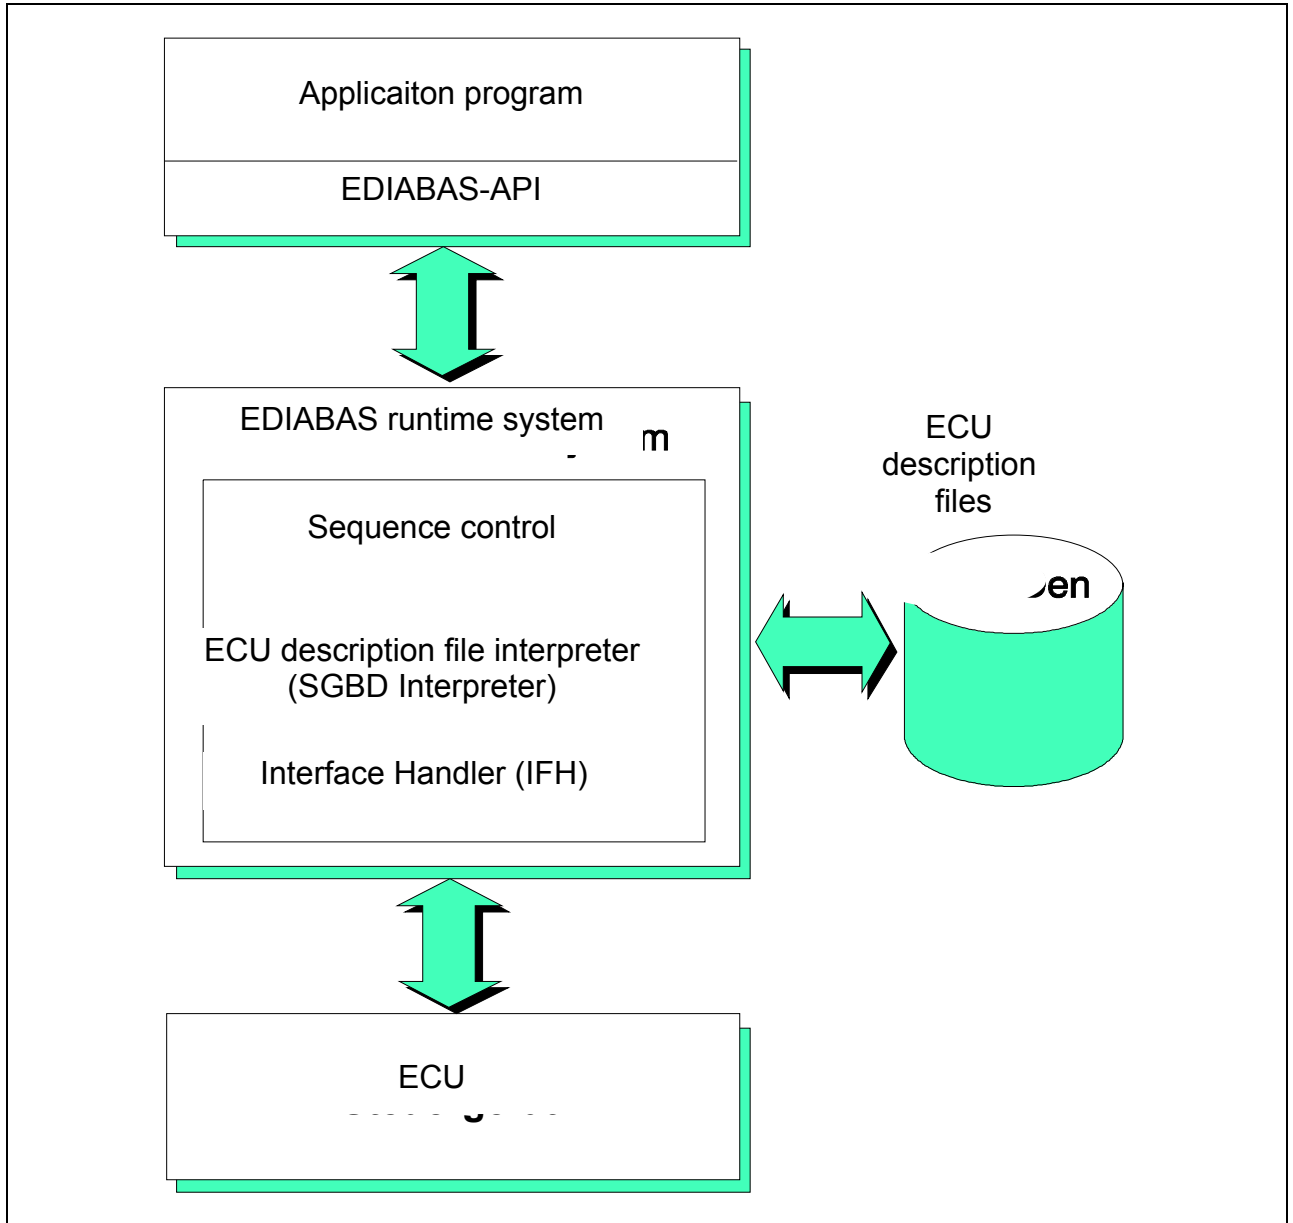 Applicaiton program
EDIABAS-API
EDIABAS runtime system
m
Sequence control
ECU description file interpreter
(SGBD Interpreter)
Interface Handler (IFH)
ECU
description
files
en
ECU